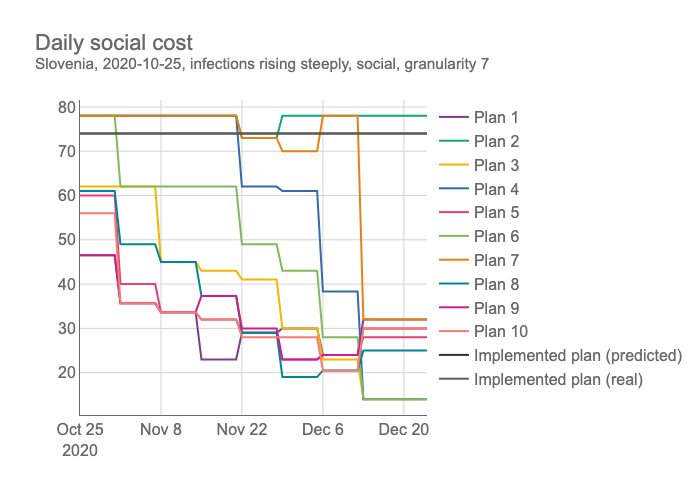 Daily social cost
Slovenia, 2020-10-25, infections rising steeply, social, granularity 7
80
70
60
50
40
30
20
Oct 25
2020
Nov 8
Nov 22
Dec 6
Dec 20
Plan 1
Plan 2
Plan 3
Plan 4
Plan 5
Plan 6
Plan 7
Plan 8
Plan 9
Plan 10
Implemented plan (predicted)
Implemented plan (real)